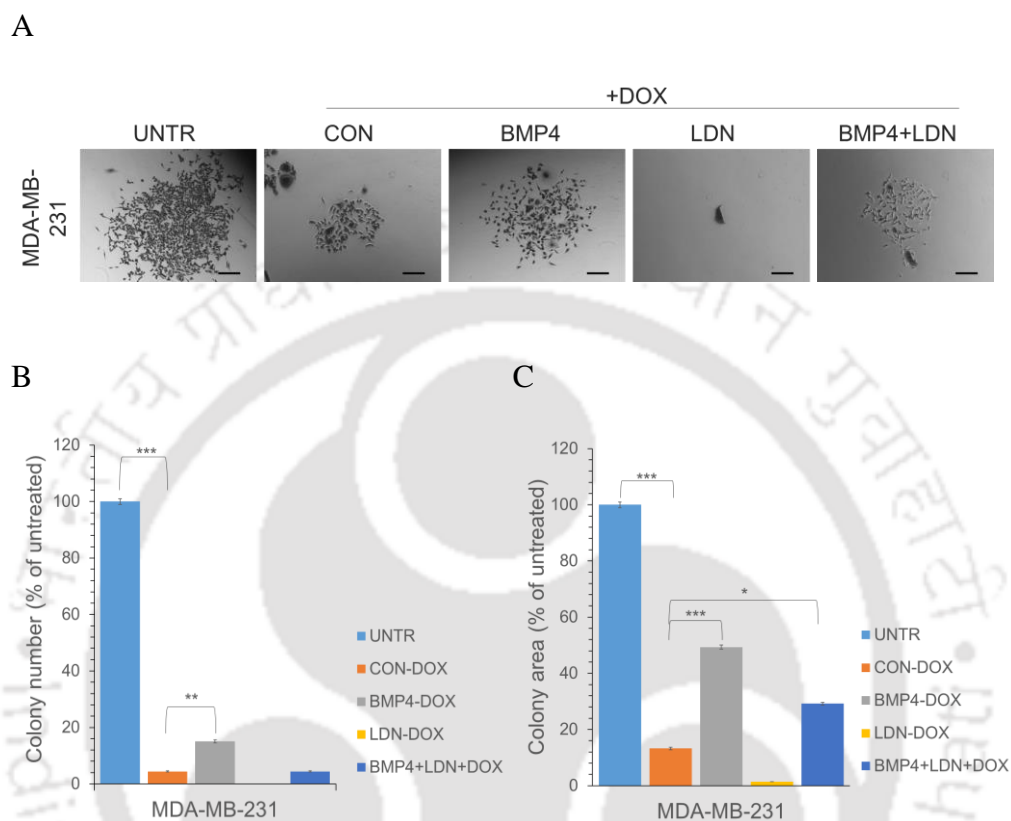 A
+DOX
UNTR CON BMP4 LDN BMP4+LDN
MDA-MB-
231
B
Colony number (% of untreated)
120
100
80
60
40
20
0
***
**
UNTR
CON-DOX
BMP4-DOX
LDN-DOX
BMP4+LDN+DOX
MDA-MB-231
C
Colony area (% of untreated)
120
100
80
60
40
20
0
***
*
***
UNTR
CON-DOX
BMP4-DOX
LDN-DOX
BMP4+LDN+DOX
MDA-MB-231